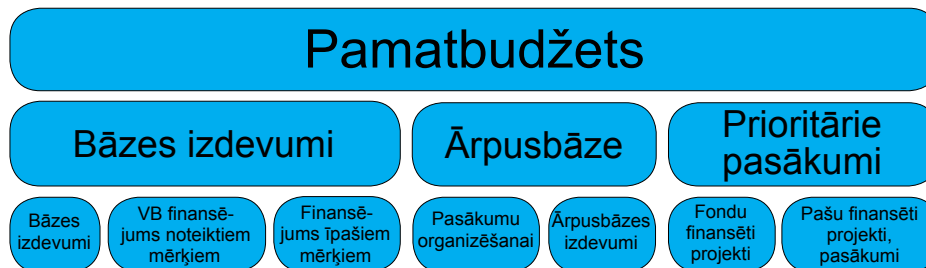 Pamatbudžets
Bāzes izdevumi
Ārpusbāze
Prioritārie
pasākumi
Bāzes
izdevumi
VB finansē-
jums noteiktiem
mērķiem
Finansē-
jums īpašiem
mērķiem
Pasākumu
organizēšanai
Ārpusbāzes
izdevumi
Fondu
finansēti
projekti
Pašu finansēti
projekti,
pasākumi